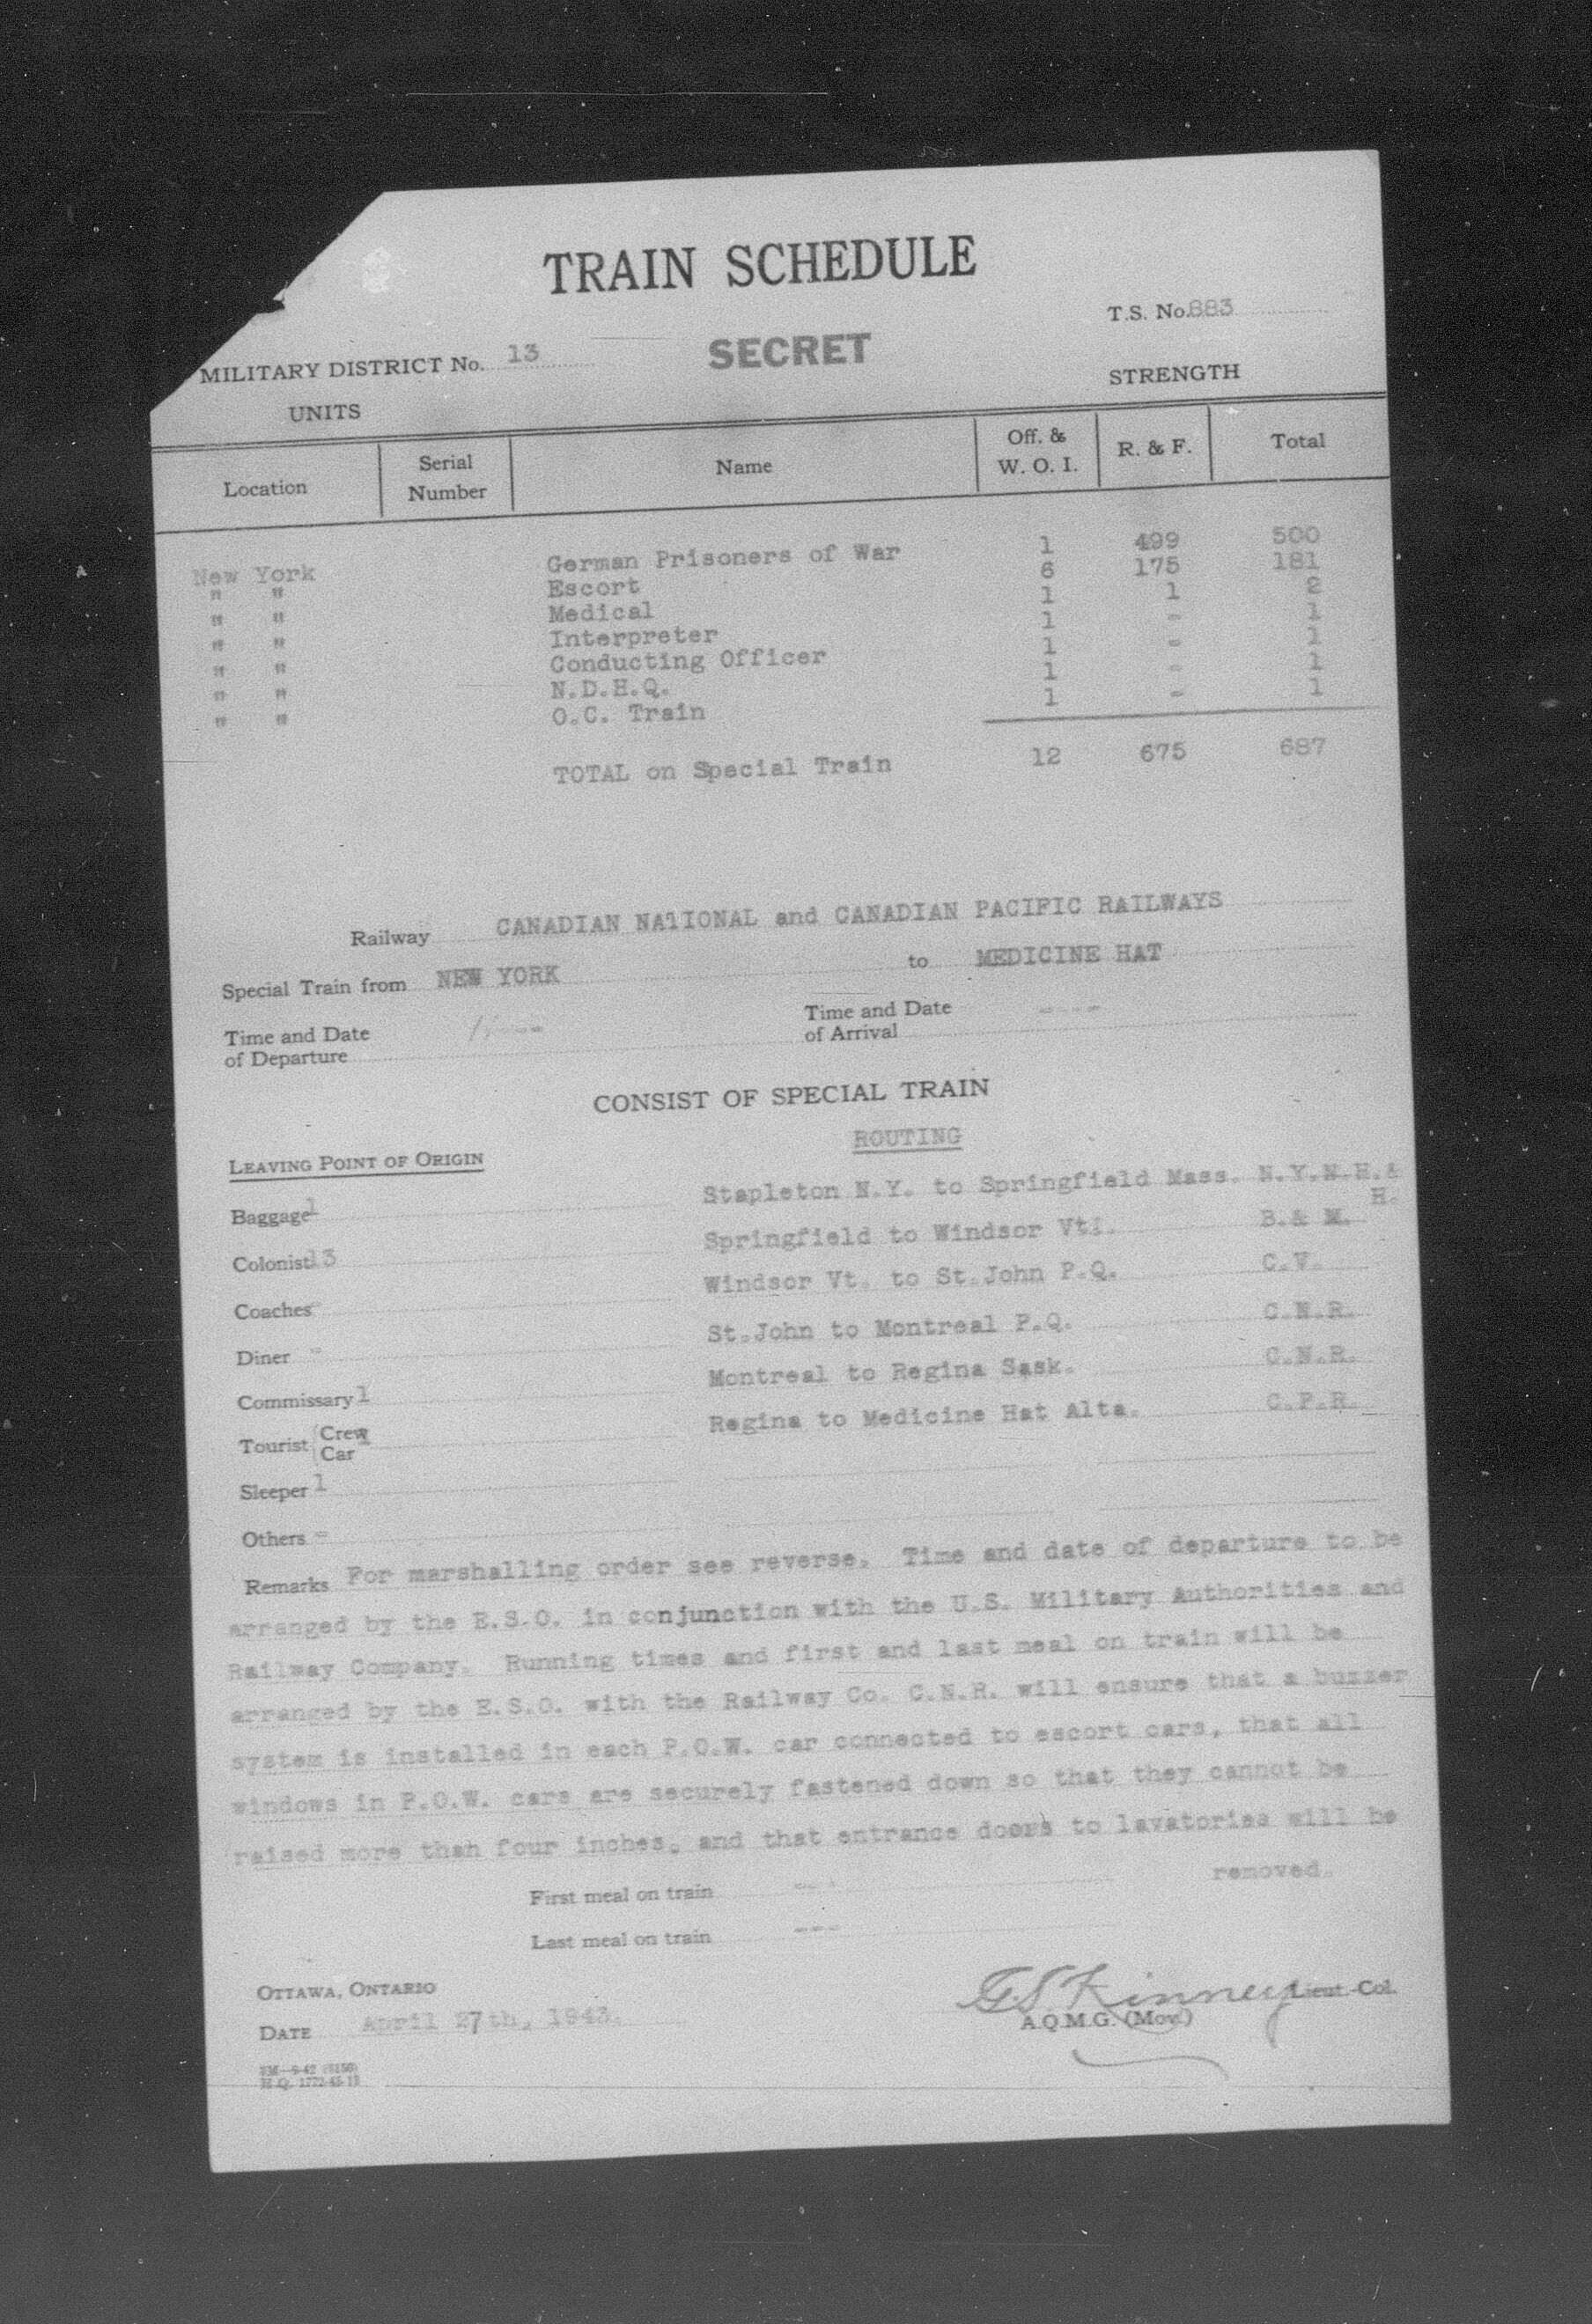 TRAIN SCHEDULE
T.S. No. 883
MILITARY DISTRICT No. 13
SECRET
STRENGTH
UNITS
Location Serial Number Name Off. & W. O. I. R. & F. Total
New York German Prisoners of War 1 499 500
" " Escort 6 175 181
" " Medical 1 1 2
" " Interpreter 1 - 1
" " Conducting Officer 1 - 1
" " N.D.H.Q. 1 - 1
" " O.C. Train 1 - 1
TOTAL on Special Train 12 675 687
Railway CANADIAN NATIONAL and CANADIAN PACIFIC RAILWAYS
Special Train from NEW YORK to MEDICINE HAT
Time and Date of Departure --- Time and Date of Arrival ----
CONSIST OF SPECIAL TRAIN
ROUTING
LEAVING POINT OF ORIGIN
Stapleton N.Y. to Springfield Mass. N.Y.N.H.& H.
Baggage 1
Springfield to Windsor Vt. B.& M.
Colonist 13
Windsor Vt. to St.John P.Q. C.V.
Coaches -
St.John to Montreal P.Q. C.N.R.
Diner -
Montreal to Regina Sask. C.N.R.
Commissary 1
Regina to Medicine Hat Alta. C.P.R.
Tourist {Crew Car 1
Sleeper 1
Others -
Remarks For marshalling order see reverse. Time and date of departure to be
arranged by the E.S.O. in conjunction with the U.S. Military Authorities and
Railway Company. Running times and first and last meal on train will be
arranged by the E.S.O. with the Railway Co. C.N.R. will ensure that a buzzer
system is installed in each P.O.W. car connected to escort cars, that all
windows in P.O.W. cars are securely fastened down so that they cannot be
raised more than four inches, and that entrance doors to lavatories will be
removed.
First meal on train ---
Last meal on train ---
OTTAWA, ONTARIO
GS Kinney Lieut.-Col.
A.Q.M.G. (Mov.)
DATE April 27th, 1943.
H.Q. 1772-45-13